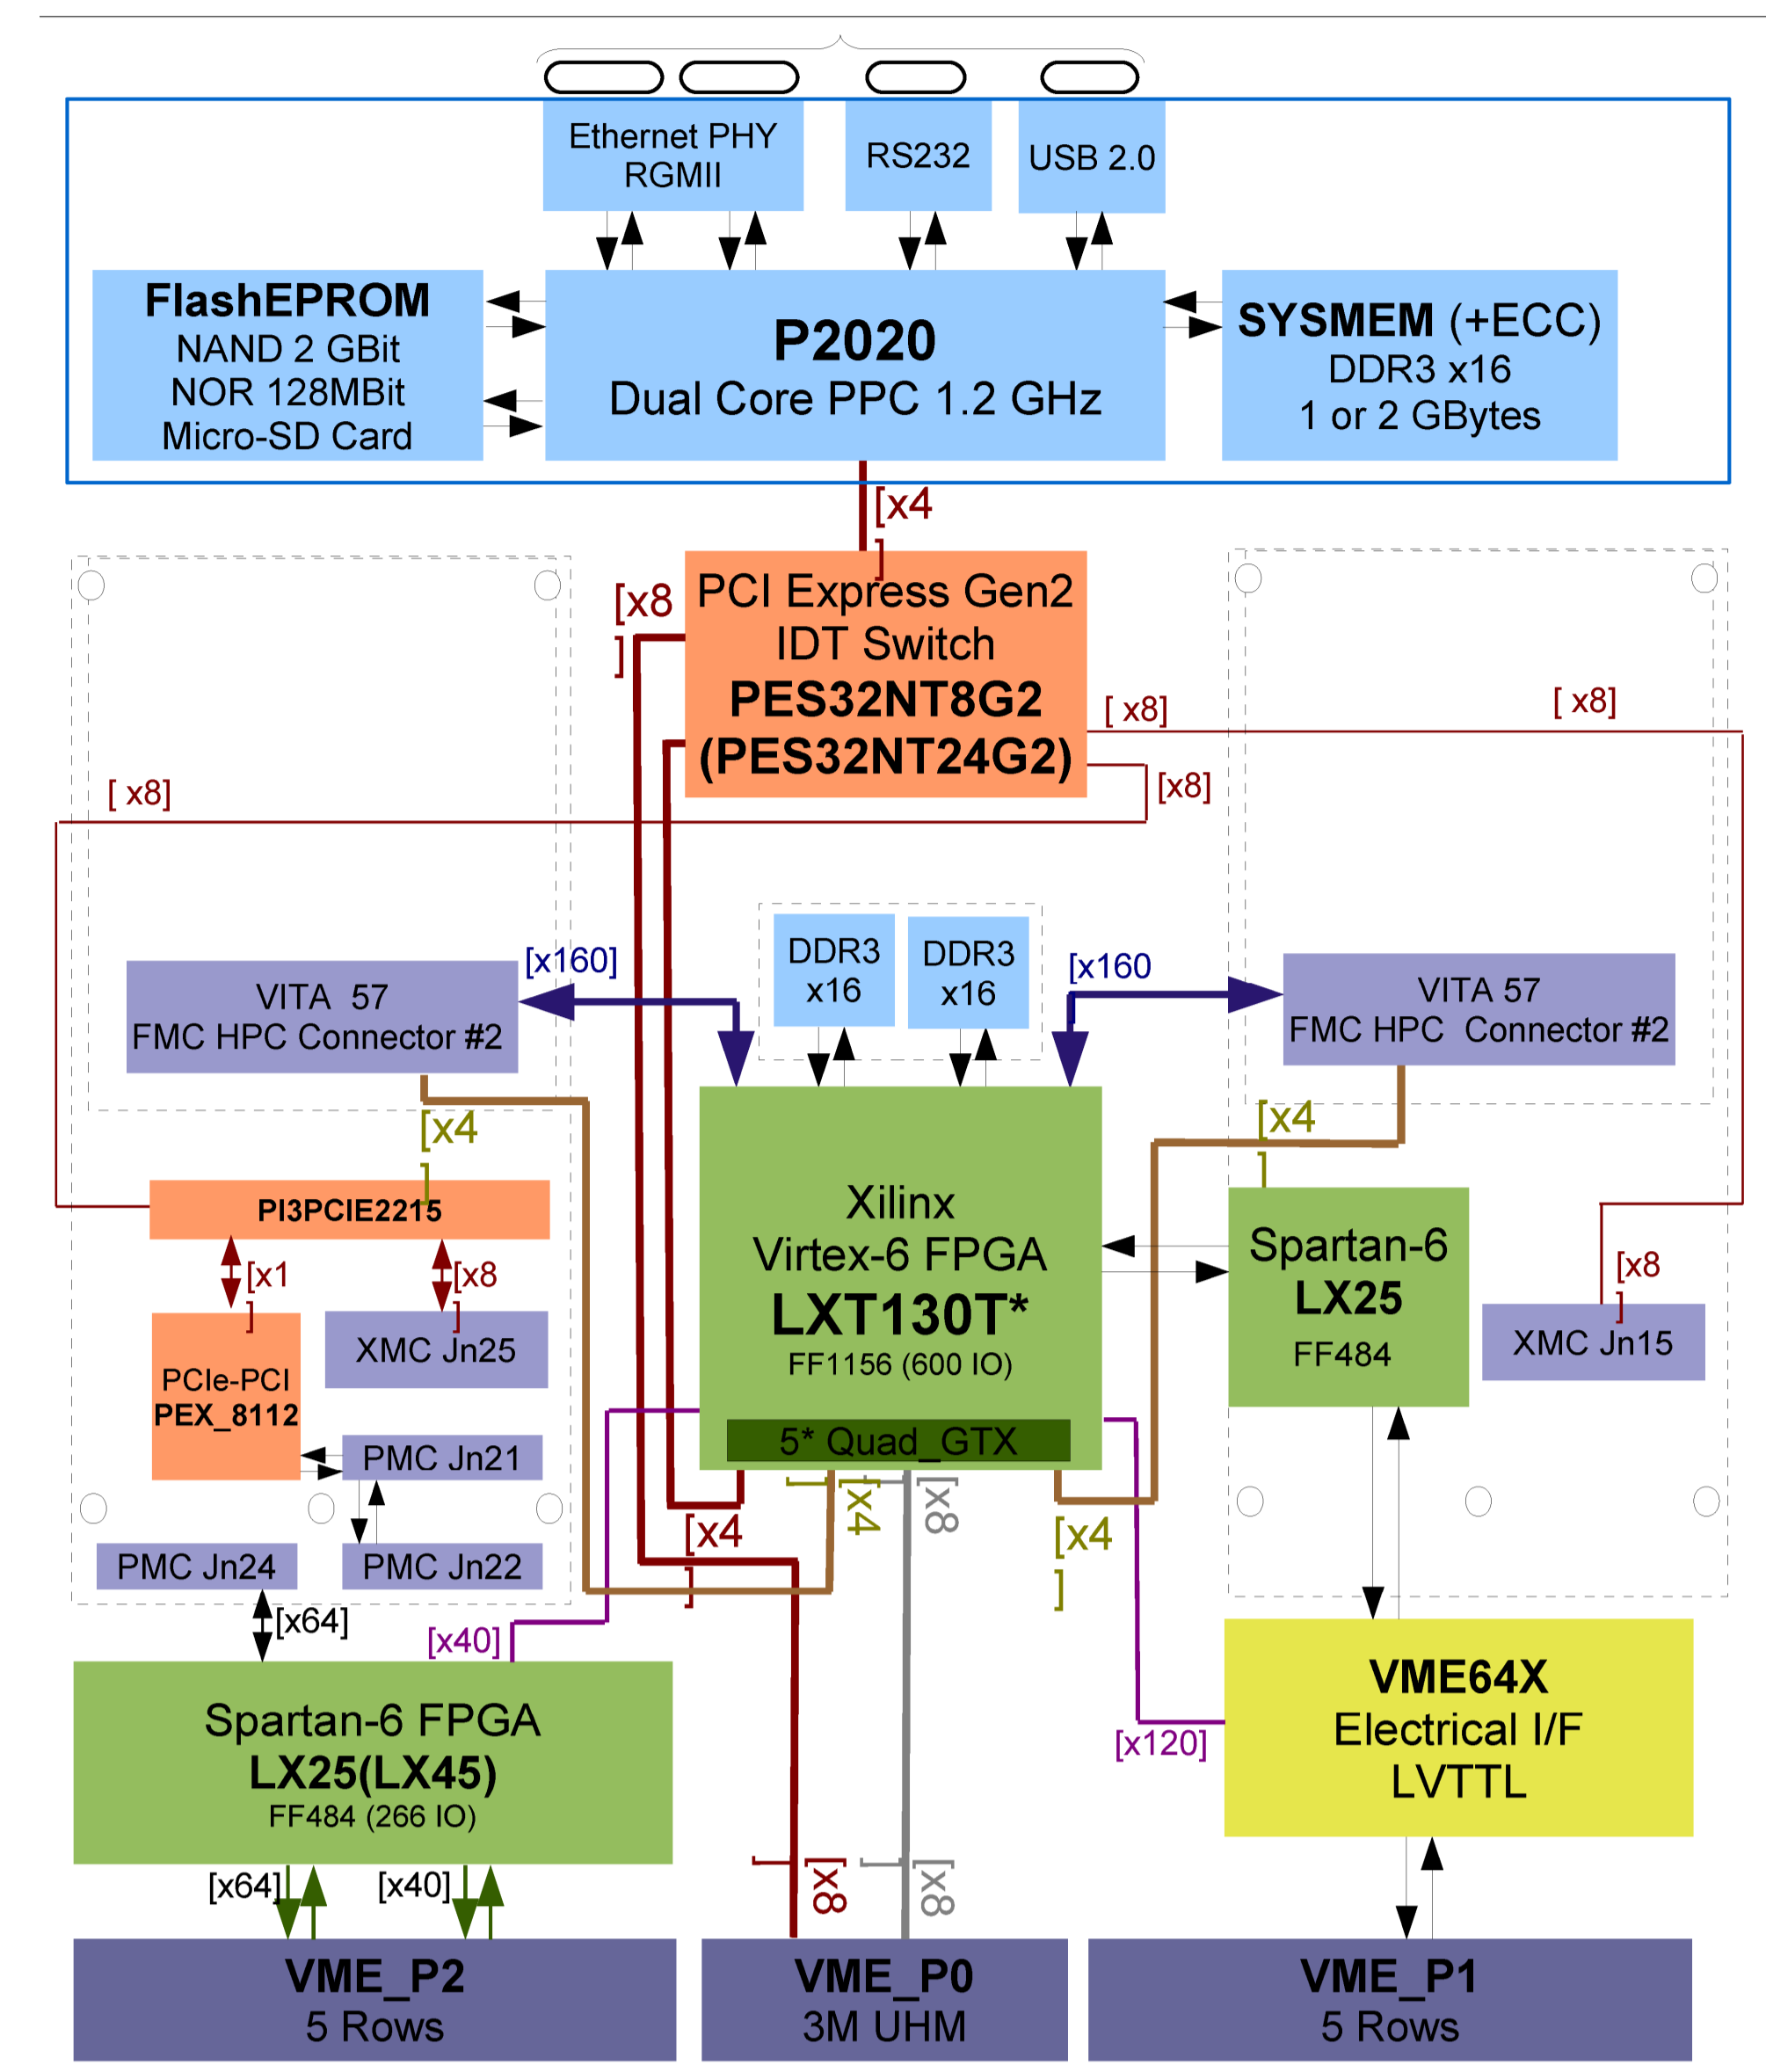 Ethernet PHY
RGMII
RS232
USB 2.0
FlashEPROM
NAND 2 GBit
NOR 128MBit
Micro-SD Card
P2020
Dual Core PPC 1.2 GHz
SYSMEM (+ECC)
DDR3 x16
1 or 2 GBytes
[x4
]
PCI Express Gen2
IDT Switch
PES32NT8G2
(PES32NT24G2)
[x8
]
[ x8]
[ x8]
[x8]
[ x8]
[x160]
DDR3
x16
DDR3
x16
[x160
VITA  57
FMC HPC Connector #2
VITA 57
FMC HPC  Connector #2
[x4
]
[x4
]
PI3PCIE2215
[x1
]
[x8
]
PCIe-PCI
PEX_8112
XMC Jn25
PMC Jn21
PMC Jn24
PMC Jn22
Xilinx
Virtex-6 FPGA
LXT130T*
FF1156 (600 IO)
5* Quad_GTX
Spartan-6
LX25
FF484
[x8
]
XMC Jn15
[x4
]
[x4
]
[x8
]
[x4
]
[x64]
[x40]
Spartan-6 FPGA
LX25(LX45)
FF484 (266 IO)
[x120]
VME64X
Electrical I/F
LVTTL
[x64]
[x40]
[x8
]
[x8
]
VME_P2
5 Rows
VME_P0
3M UHM
VME_P1
5 Rows